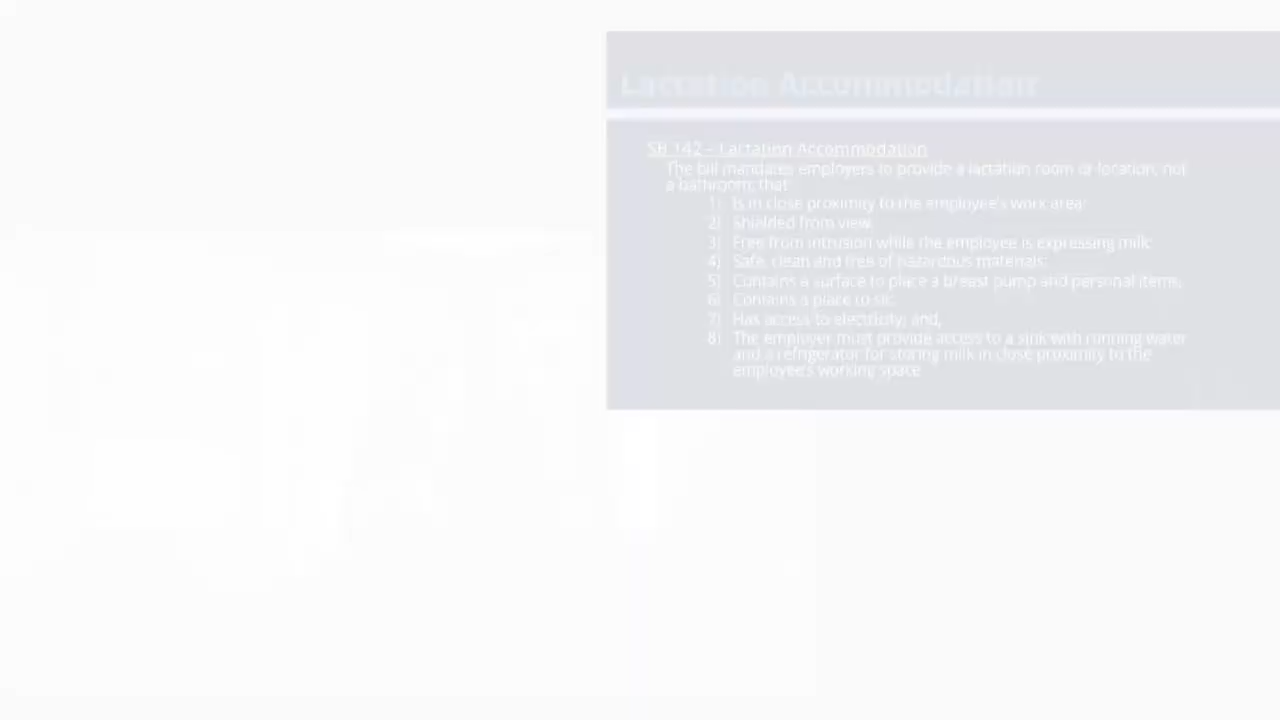 Lactation Accommodation
SB 142 – Lactation Accommodation
The bill mandates employers to provide a lactation room or location, not
a bathroom, that:
1) Is in close proximity to the employee's work area;
2) Shielded from view;
3) Free from intrusion while the employee is expressing milk;
4) Safe, clean and free of hazardous materials;
5) Contains a surface to place a breast pump and personal items;
6) Contains a place to sit;
7) Has access to electricity; and,
8) The employer must provide access to a sink with running water
and a refrigerator for storing milk in close proximity to the
employee's working space